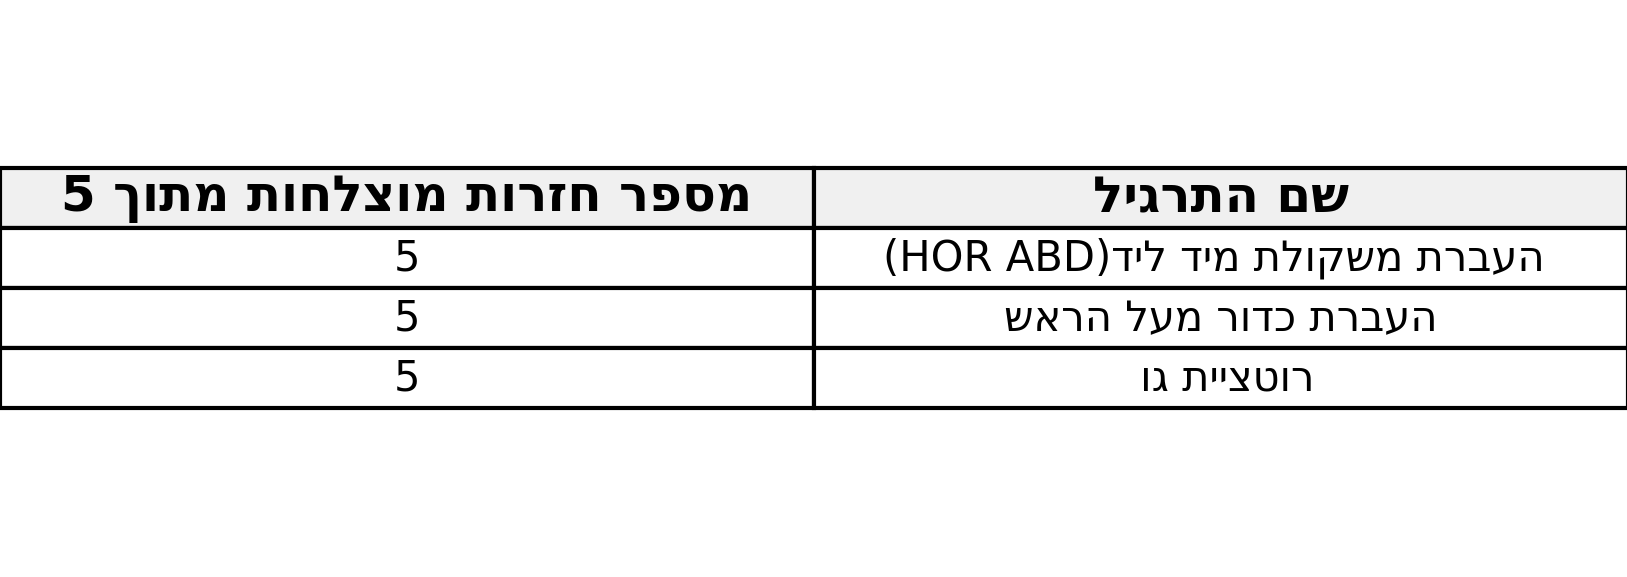 שם התרגיל
מספר חזרות מוצלחות מתוך 5
העברת משקולת מיד ליד(HOR ABD)
5
העברת כדור מעל הראש
5
רוטציית גו
5